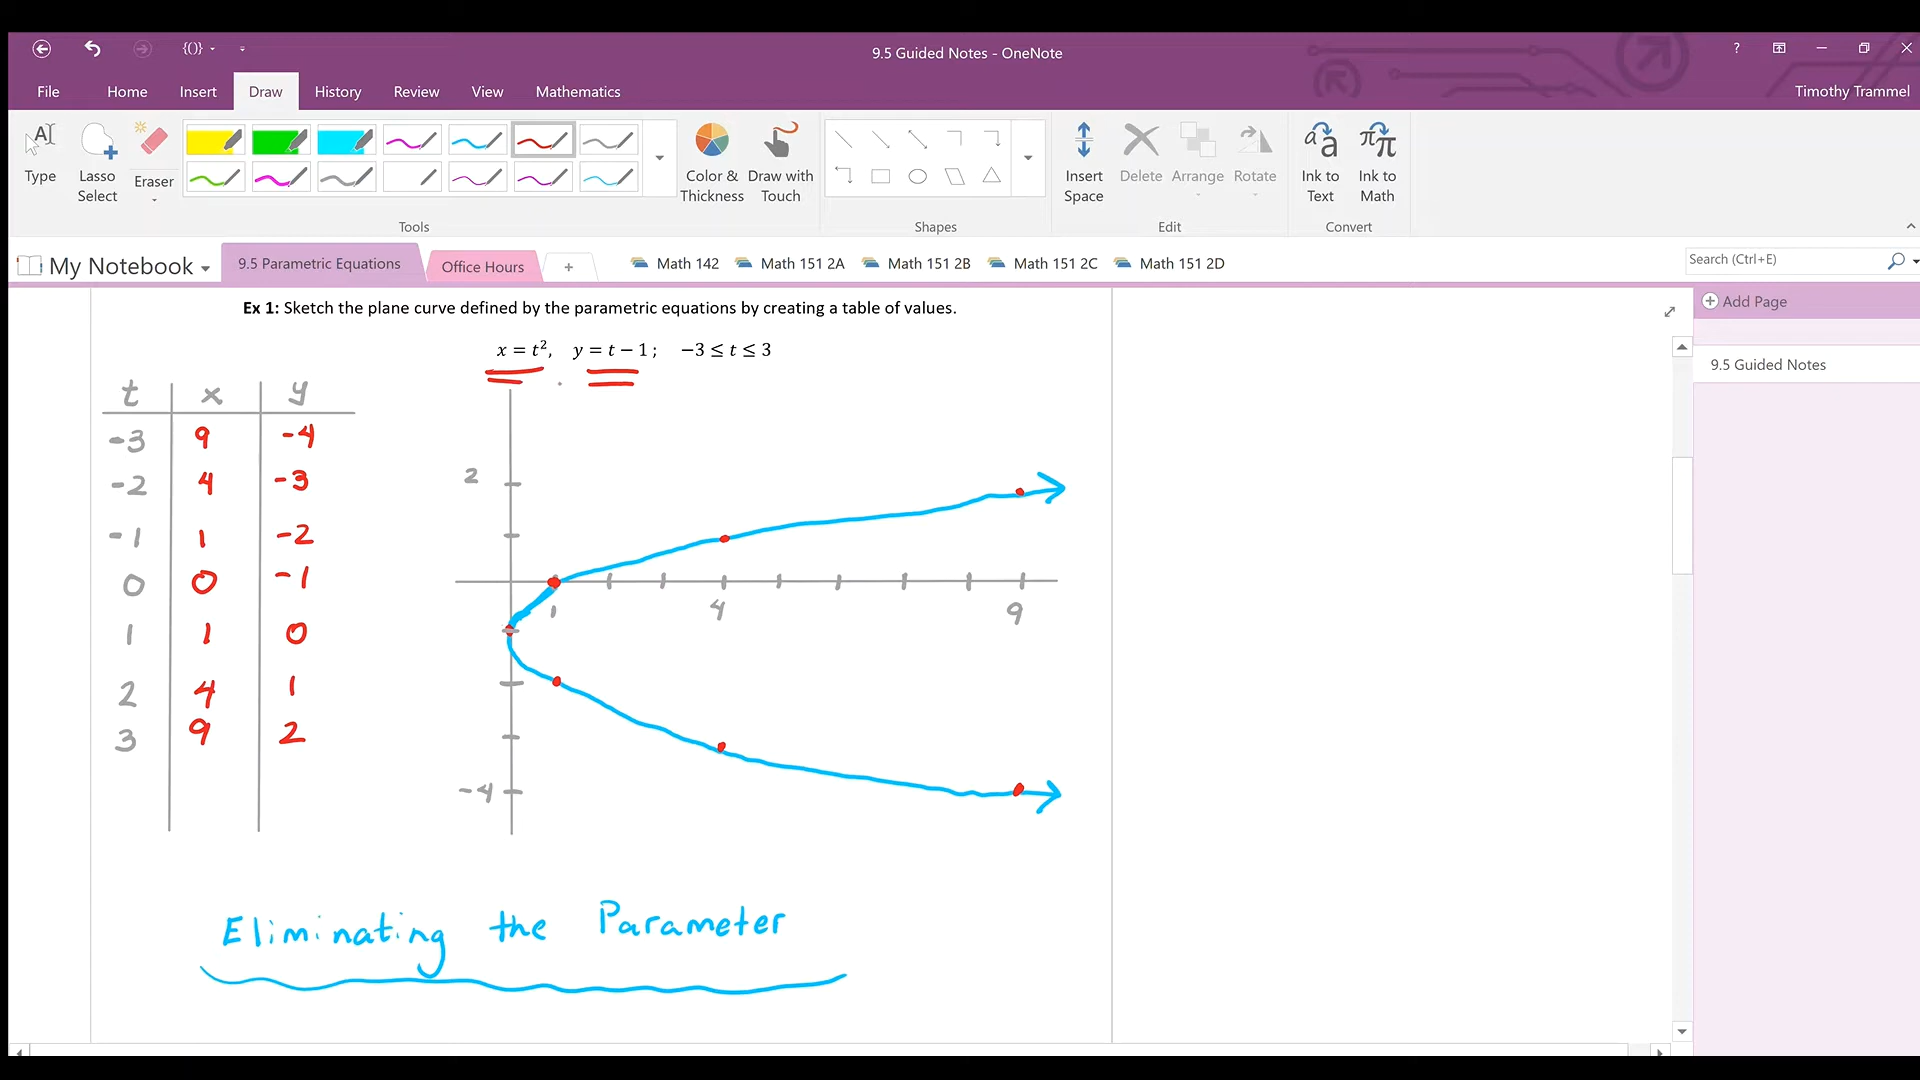 9.5 Guided Notes - OneNote
?
File Home Insert Draw History Review View Mathematics
Timothy Trammel
Type
Lasso Select
Eraser
Color & Thickness
Draw with Touch
Insert Space
Delete
Arrange
Rotate
Ink to Text
Ink to Math
Tools Shapes Edit Convert
My Notebook 9.5 Parametric Equations Office Hours + Math 142 Math 151 2A Math 151 2B Math 151 2C Math 151 2D
Search (Ctrl+E)
Add Page
9.5 Guided Notes
Ex 1: Sketch the plane curve defined by the parametric equations by creating a table of values.
x = t², y = t − 1 ; −3 ≤ t ≤ 3
t x y
-3 9 -4
-2 4 -3
-1 1 -2
0 0 -1
1 1 0
2 4 1
3 9 2
2
1 4 9
-4
Eliminating the Parameter